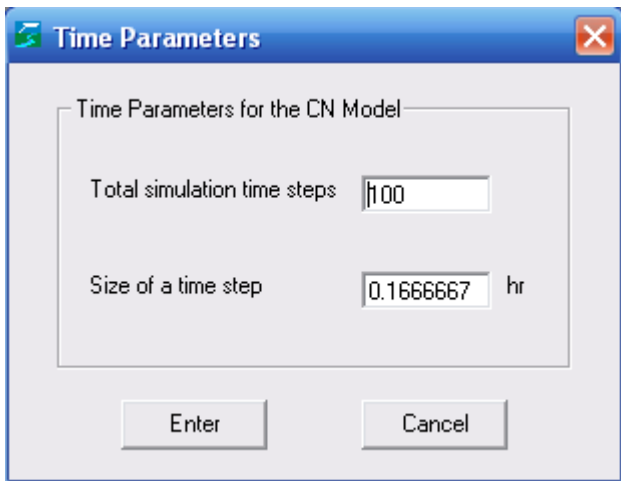 Time Parameters
Time Parameters for the CN Model
Total simulation time steps 100
Size of a time step 0.1666667 hr
Enter Cancel